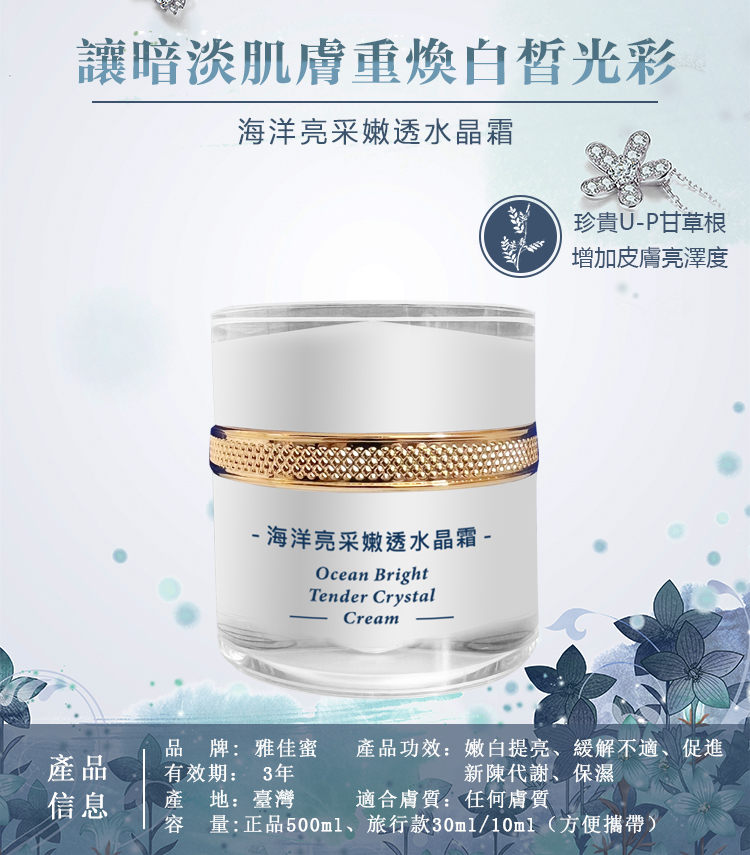 讓暗淡肌膚重煥白皙光彩
海洋亮采嫩透水晶霜
珍貴U-P甘草根
增加皮膚亮澤度
- 海洋亮采嫩透水晶霜 -
Ocean Bright
Tender Crystal
Cream
產品
信息
品 牌: 雅佳蜜 產品功效: 嫩白提亮、緩解不適、促進
有效期: 3年 新陳代謝、保濕
產 地: 臺灣 適合膚質: 任何膚質
容 量:正品500ml、旅行款30ml/10ml（方便攜帶）